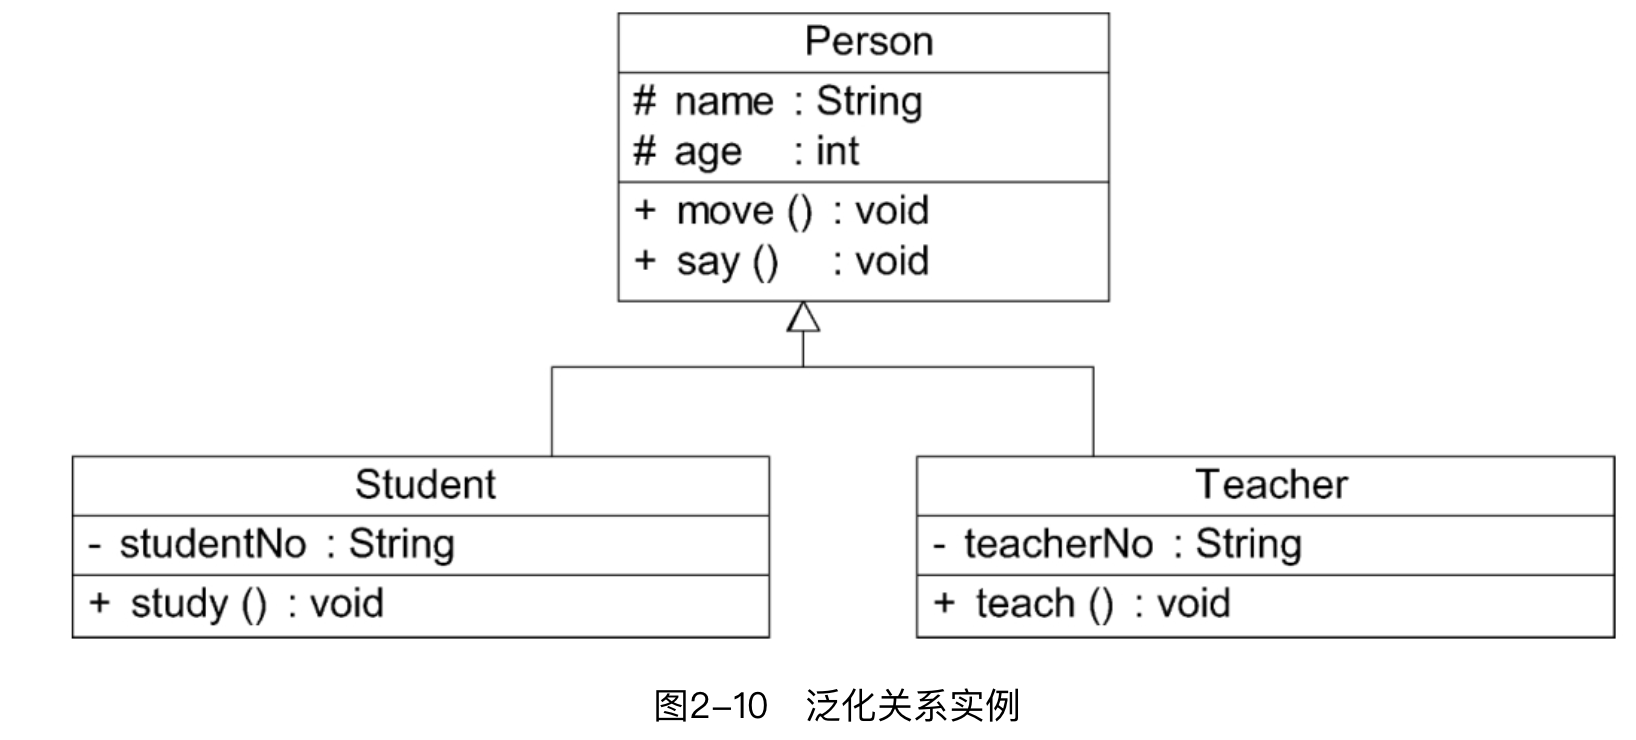 Person
# name : String
# age : int
+ move () : void
+ say () : void
Student
- studentNo : String
+ study () : void
Teacher
- teacherNo : String
+ teach () : void
图2-10 泛化关系实例